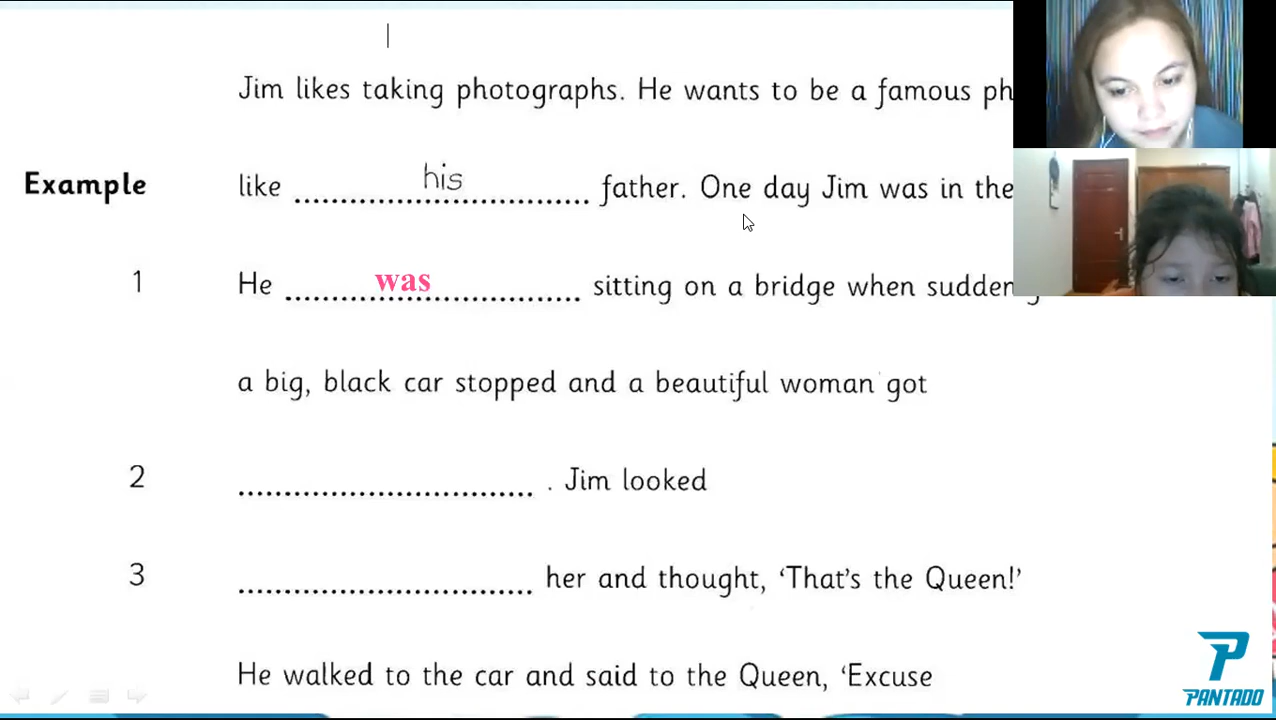 Jim likes taking photographs. He wants to be a famous ph
Example like his father. One day Jim was in the
1 He was sitting on a bridge when sudden
a big, black car stopped and a beautiful woman got
2 . Jim looked
3 her and thought, ‘That’s the Queen!’
He walked to the car and said to the Queen, ‘Excuse
PANTADO